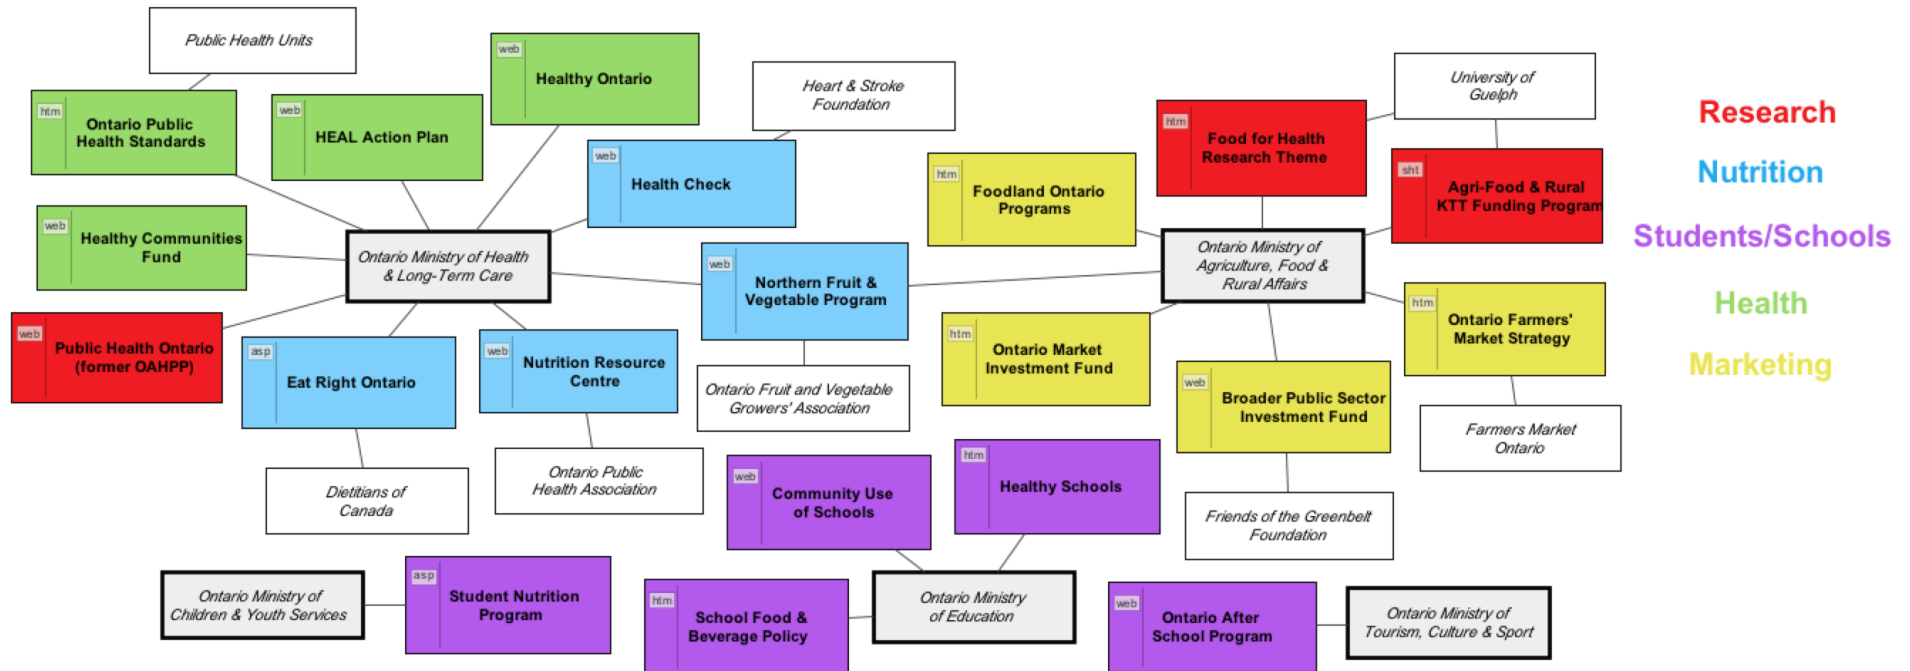 Public Health Units
web
Healthy Ontario
htm
Ontario Public
Health Standards
web
HEAL Action Plan
Heart & Stroke
Foundation
University of
Guelph
web
Health Check
htm
Food for Health
Research Theme
sht
Agri-Food & Rural
KTT Funding Program
htm
Foodland Ontario
Programs
web
Healthy Communities
Fund
Ontario Ministry of Health
& Long-Term Care
web
Northern Fruit &
Vegetable Program
Ontario Ministry of
Agriculture, Food &
Rural Affairs
web
Public Health Ontario
(former OAHPP)
asp
Eat Right Ontario
web
Nutrition Resource
Centre
htm
Ontario Market
Investment Fund
htm
Ontario Farmers'
Market Strategy
Ontario Fruit and Vegetable
Growers' Association
web
Broader Public Sector
Investment Fund
Farmers Market
Ontario
Dietitians of
Canada
Ontario Public
Health Association
web
Community Use
of Schools
htm
Healthy Schools
Friends of the Greenbelt
Foundation
Ontario Ministry of
Children & Youth Services
asp
Student Nutrition
Program
htm
School Food &
Beverage Policy
Ontario Ministry
of Education
web
Ontario After
School Program
Ontario Ministry of
Tourism, Culture & Sport
Research
Nutrition
Students/Schools
Health
Marketing